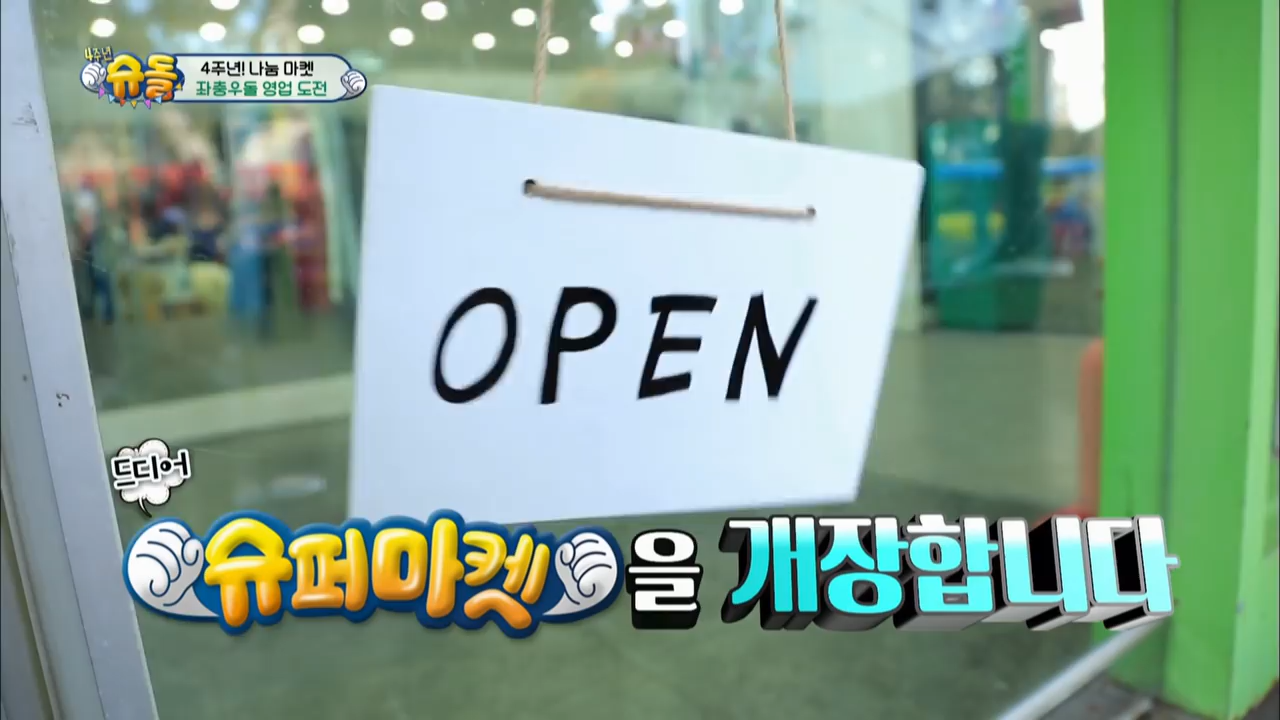 4주년
슈돌
4주년! 나눔 마켓
좌충우돌 영업 도전
OPEN
드디어
슈퍼마켓을 개장합니다